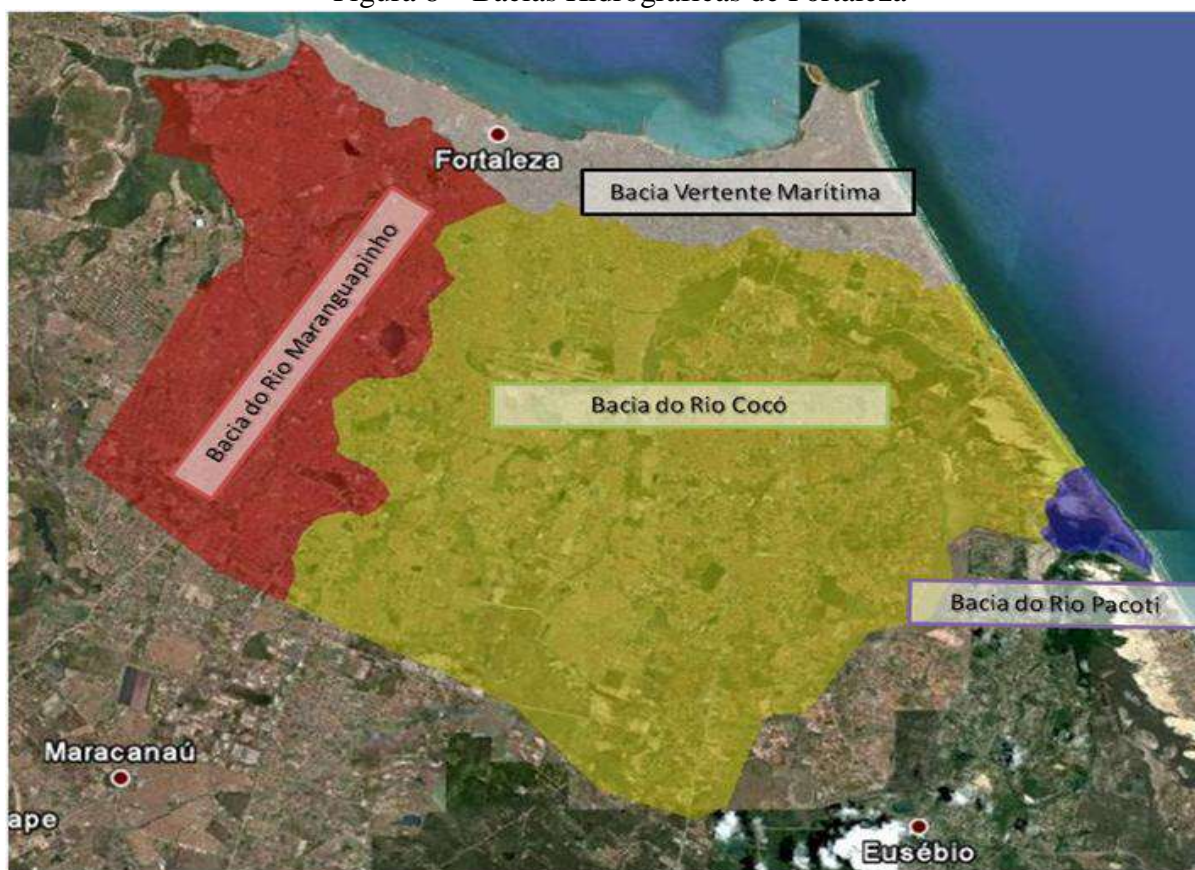 Fortaleza
Bacia Vertente Marítima
Bacia do Rio Maranguapinho
Bacia do Rio Cocó
Bacia do Rio Pacoti
Maracanaú
ape
Eusébio